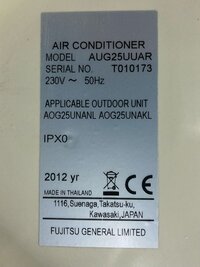 AIR CONDITIONER
MODEL AUG25UUAR
SERIAL NO. T010173
230V ~ 50Hz
APPLICABLE OUTDOOR UNIT
AOG25UNANL AOG25UNAKL
IPX0
2012 yr
MADE IN THAILAND
CE
1116,Suenaga,Takatsu-ku,
Kawasaki,JAPAN
FUJITSU GENERAL LIMITED